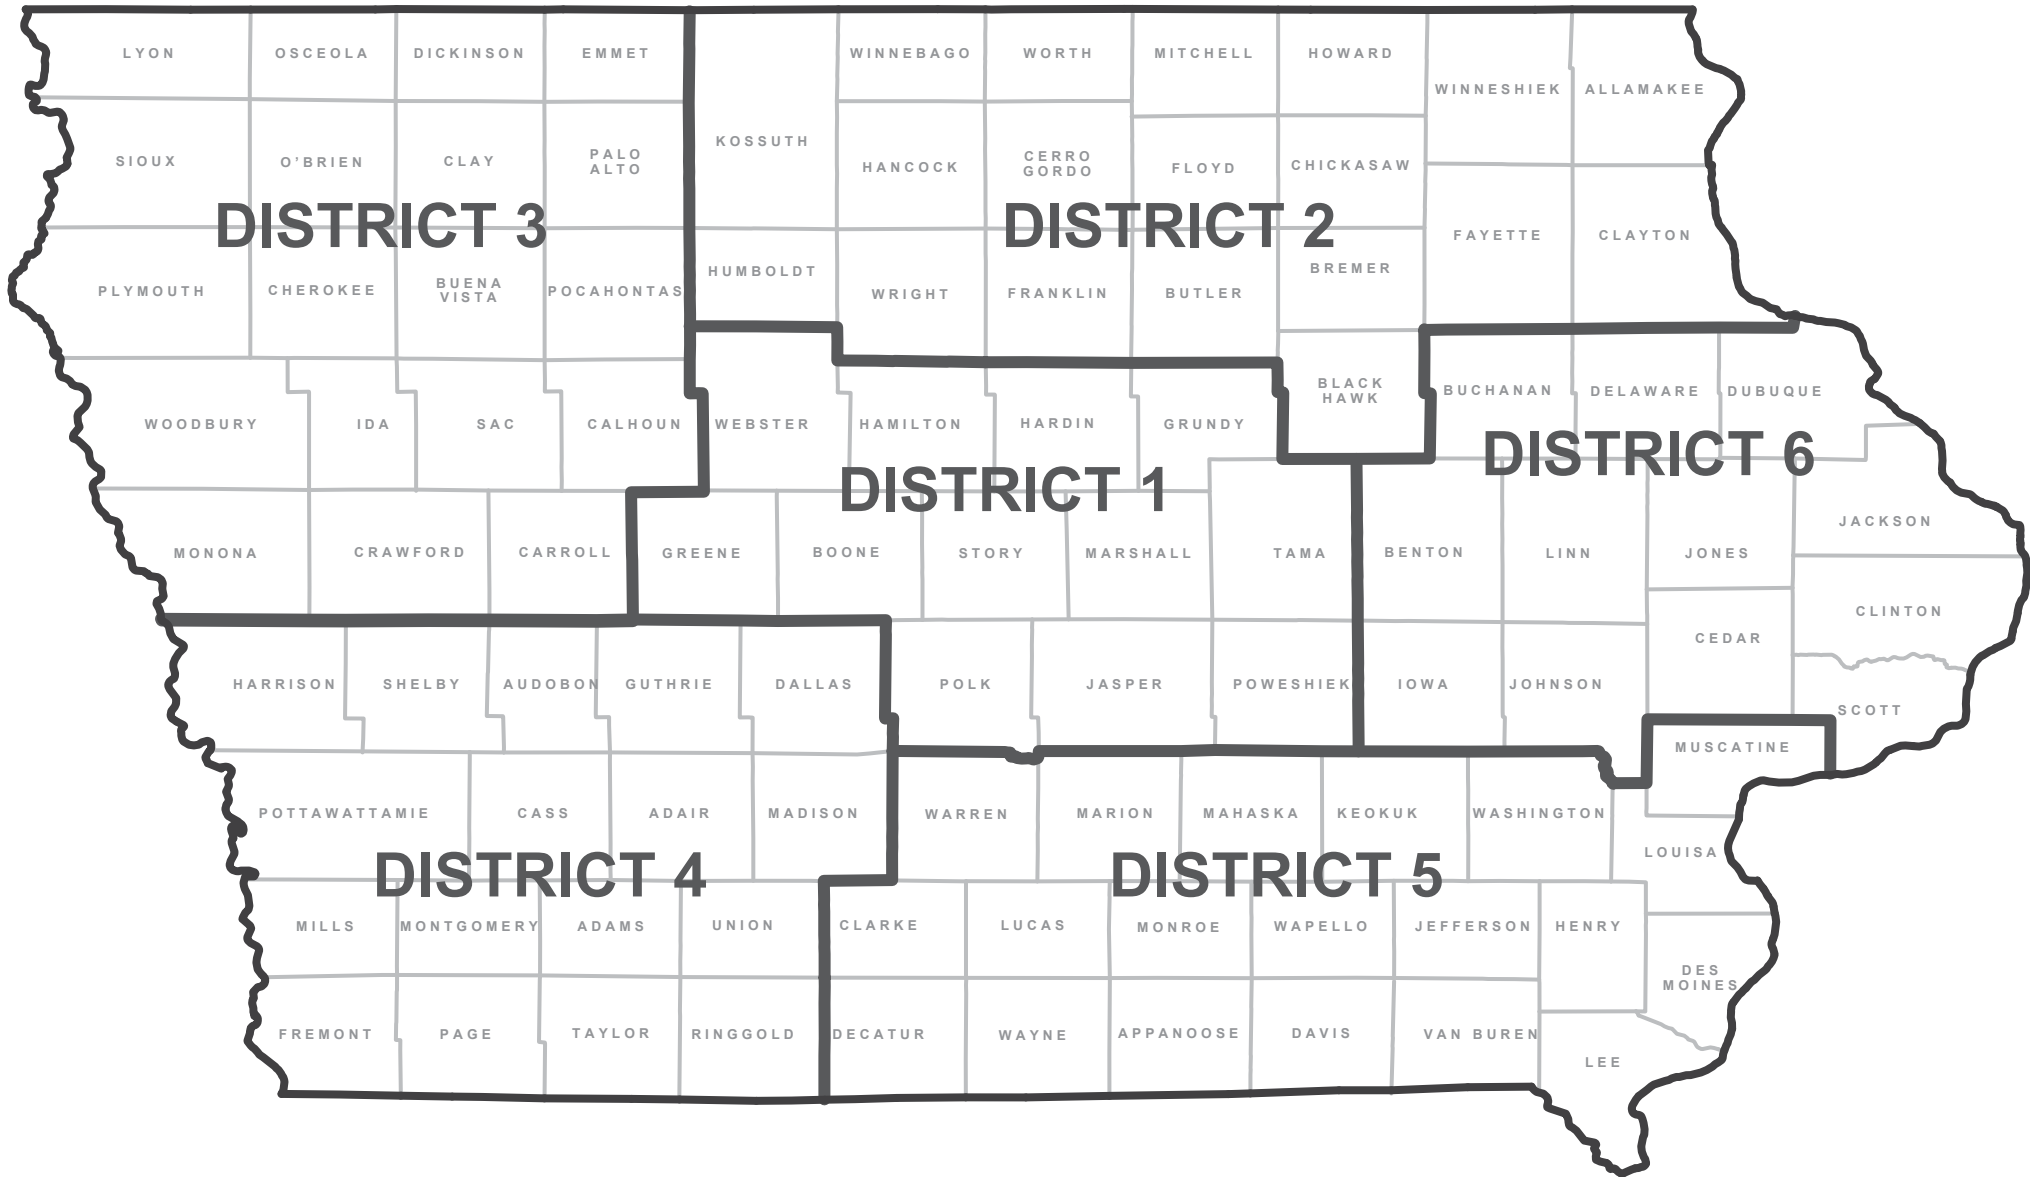 LYON
OSCEOLA
DICKINSON
EMMET
WINNEBAGO
WORTH
MITCHELL
HOWARD
WINNESHIEK
ALLAMAKEE
KOSSUTH
SIOUX
O’BRIEN
CLAY
PALO
ALTO
HANCOCK
CERRO
GORDO
FLOYD
CHICKASAW
DISTRICT 3
DISTRICT 2
FAYETTE
CLAYTON
PLYMOUTH
CHEROKEE
BUENA
VISTA
POCAHONTAS
HUMBOLDT
WRIGHT
FRANKLIN
BUTLER
BREMER
WOODBURY
IDA
SAC
CALHOUN
WEBSTER
HAMILTON
HARDIN
GRUNDY
BLACK
HAWK
BUCHANAN
DELAWARE
DUBUQUE
DISTRICT 1
DISTRICT 6
MONONA
CRAWFORD
CARROLL
GREENE
BOONE
STORY
MARSHALL
TAMA
BENTON
LINN
JONES
JACKSON
CLINTON
CEDAR
HARRISON
SHELBY
AUDOBON
GUTHRIE
DALLAS
POLK
JASPER
POWESHIEK
IOWA
JOHNSON
SCOTT
MUSCATINE
POTTAWATTAMIE
CASS
ADAIR
MADISON
WARREN
MARION
MAHASKA
KEOKUK
WASHINGTON
LOUISA
DISTRICT 4
DISTRICT 5
MILLS
MONTGOMERY
ADAMS
UNION
CLARKE
LUCAS
MONROE
WAPELLO
JEFFERSON
HENRY
DES
MOINES
FREMONT
PAGE
TAYLOR
RINGGOLD
DECATUR
WAYNE
APPANOOSE
DAVIS
VAN BUREN
LEE